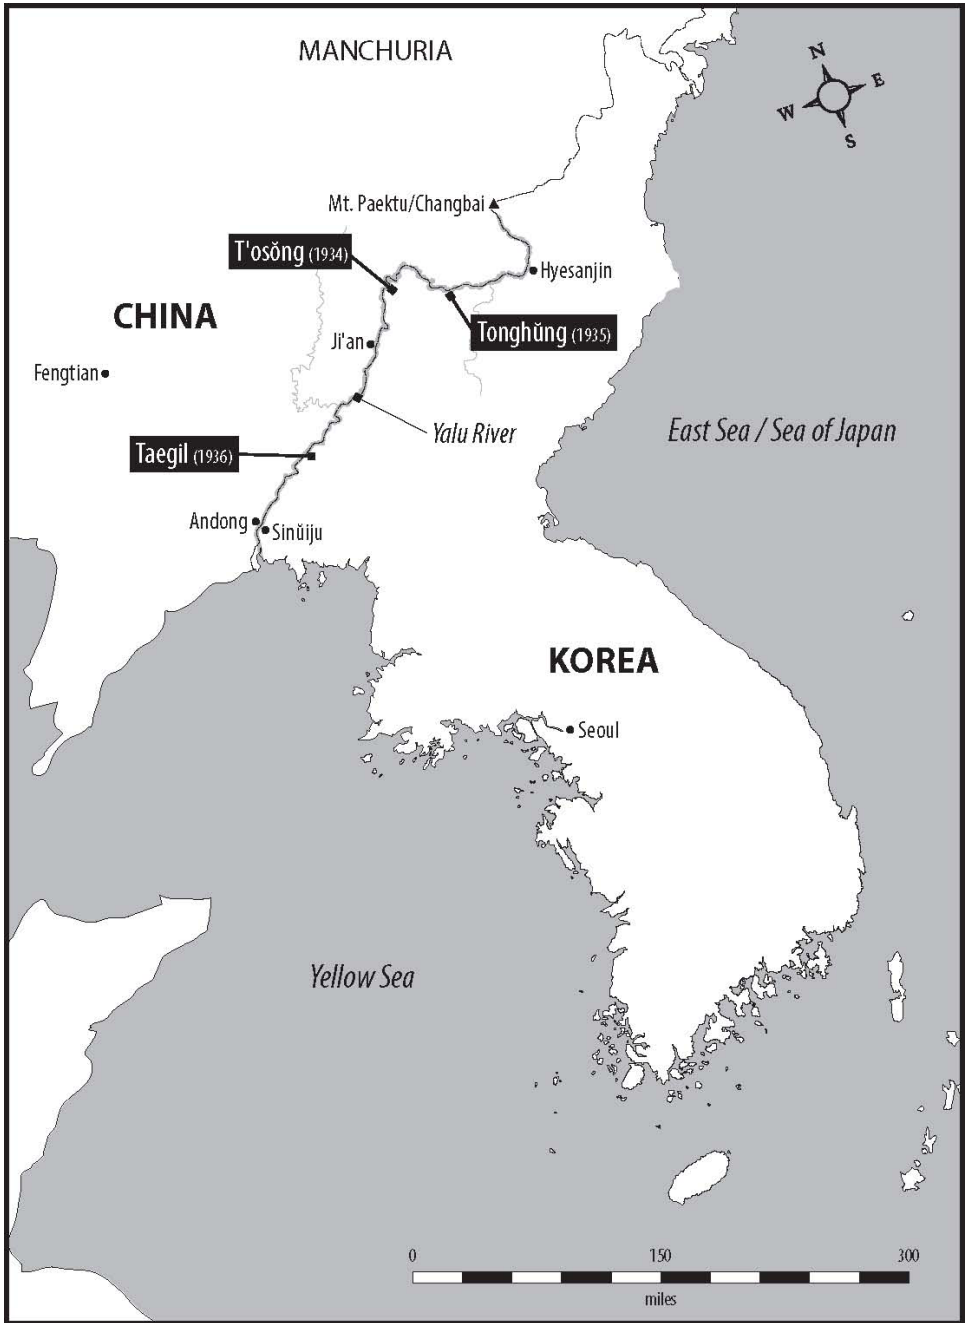 MANCHURIA
N
E
W
S
Mt. Paektu/Changbai
T'osŏng (1934)
Hyesanjin
CHINA
Tonghŭng (1935)
Ji'an
Fengtian
Yalu River
East Sea / Sea of Japan
Taegil (1936)
Andong
Sinŭiju
KOREA
Seoul
Yellow Sea
0 150 300
miles